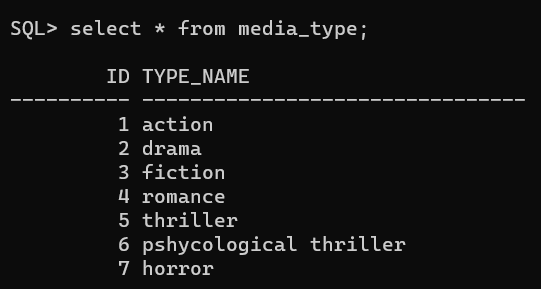 SQL> select * from media_type;
        ID TYPE_NAME
---------- --------------------------------
         1 action
         2 drama
         3 fiction
         4 romance
         5 thriller
         6 pshycological thriller
         7 horror